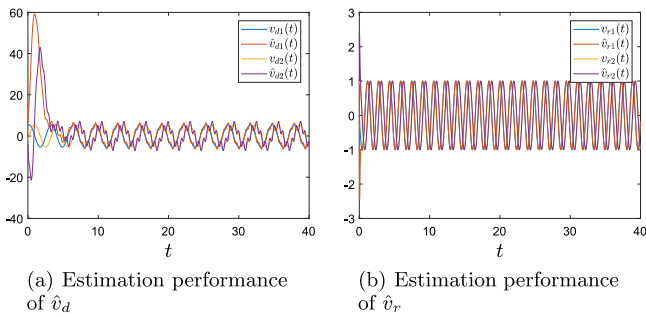 60
40
20
0
-20
-40
0
10
20
30
40
t
v_{d1}(t)
\hat{v}_{d1}(t)
v_{d2}(t)
\hat{v}_{d2}(t)
3
2
1
0
-1
-2
-3
0
10
20
30
40
t
v_{r1}(t)
\hat{v}_{r1}(t)
v_{r2}(t)
\hat{v}_{r2}(t)
(a) Estimation performance
of \hat{v}_d
(b) Estimation performance
of \hat{v}_r